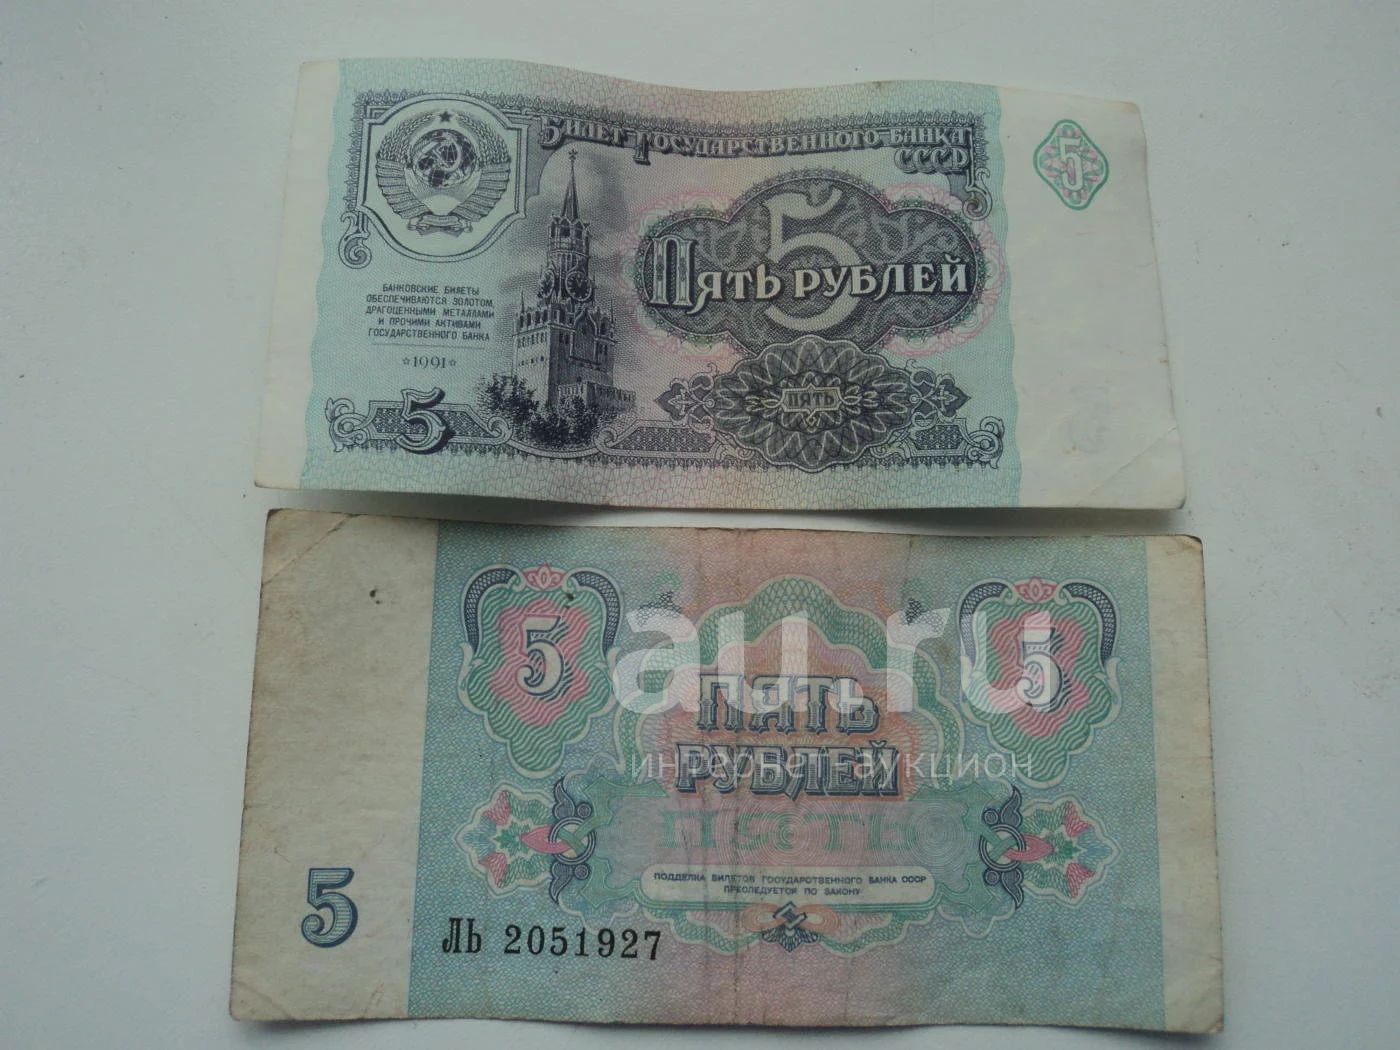 Билет Государственного Банка
СССР
5
5
Пять рублей
БАНКОВСКИЕ БИЛЕТЫ
ОБЕСПЕЧИВАЮТСЯ ЗОЛОТОМ,
ДРАГОЦЕННЫМИ МЕТАЛЛАМИ
И ПРОЧИМИ АКТИВАМИ
ГОСУДАРСТВЕННОГО БАНКА
1991
ПЯТЬ
5
5
5
au.ru
ПЯТЬ
РУБЛЕЙ
интернет аукцион
ПЯТЬ
ПОДДЕЛКА БИЛЕТОВ ГОСУДАРСТВЕННОГО БАНКА СССР
ПРЕСЛЕДУЕТСЯ ПО ЗАКОНУ
5
ЛЬ 2051927